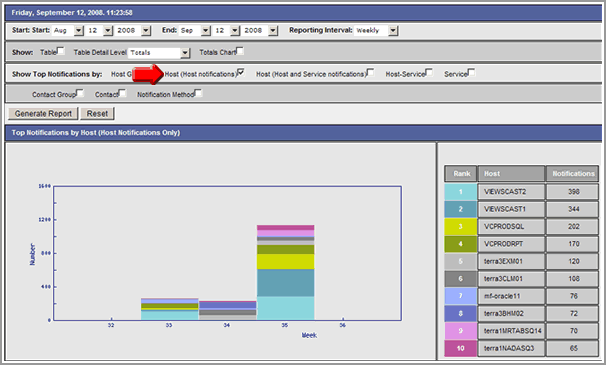 Friday, September 12, 2008. 11:23:58
Start: Start: Aug 12 2008 End: Sep 12 2008 Reporting Interval: Weekly
Show: Table Table Detail Level Totals Totals Chart
Show Top Notifications by: Host G Host (Host notifications) Host (Host and Service notifications) Host-Service Service
Contact Group Contact Notification Method
Generate Report Reset
Top Notifications by Host (Host Notifications Only)
1600
1200
800
400
0
Number
32 33 34 35 36
Week
Rank Host Notifications
1 VIEWSCAST2 398
2 VIEWSCAST1 344
3 VCPRODSQL 202
4 VCPRODRPT 170
5 terra3EXM01 120
6 terra3CLM01 108
7 mf-oracle11 76
8 terra3BHM02 72
9 terra1MRTABSQ14 70
10 terra1NADASQ3 65